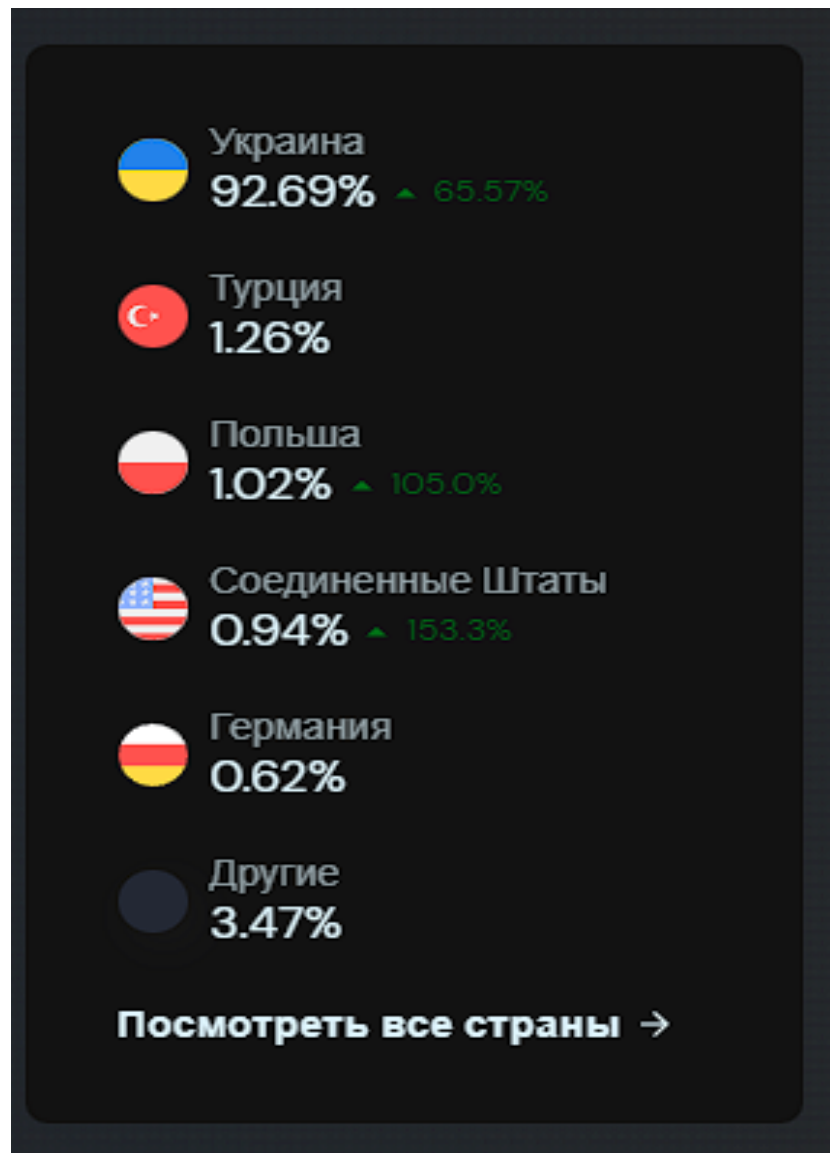 Украина
92.69% ▲ 65.57%
Турция
1.26%
Польша
1.02% ▲ 105.0%
Соединенные Штаты
0.94% ▲ 153.3%
Германия
0.62%
Другие
3.47%
Посмотреть все страны →